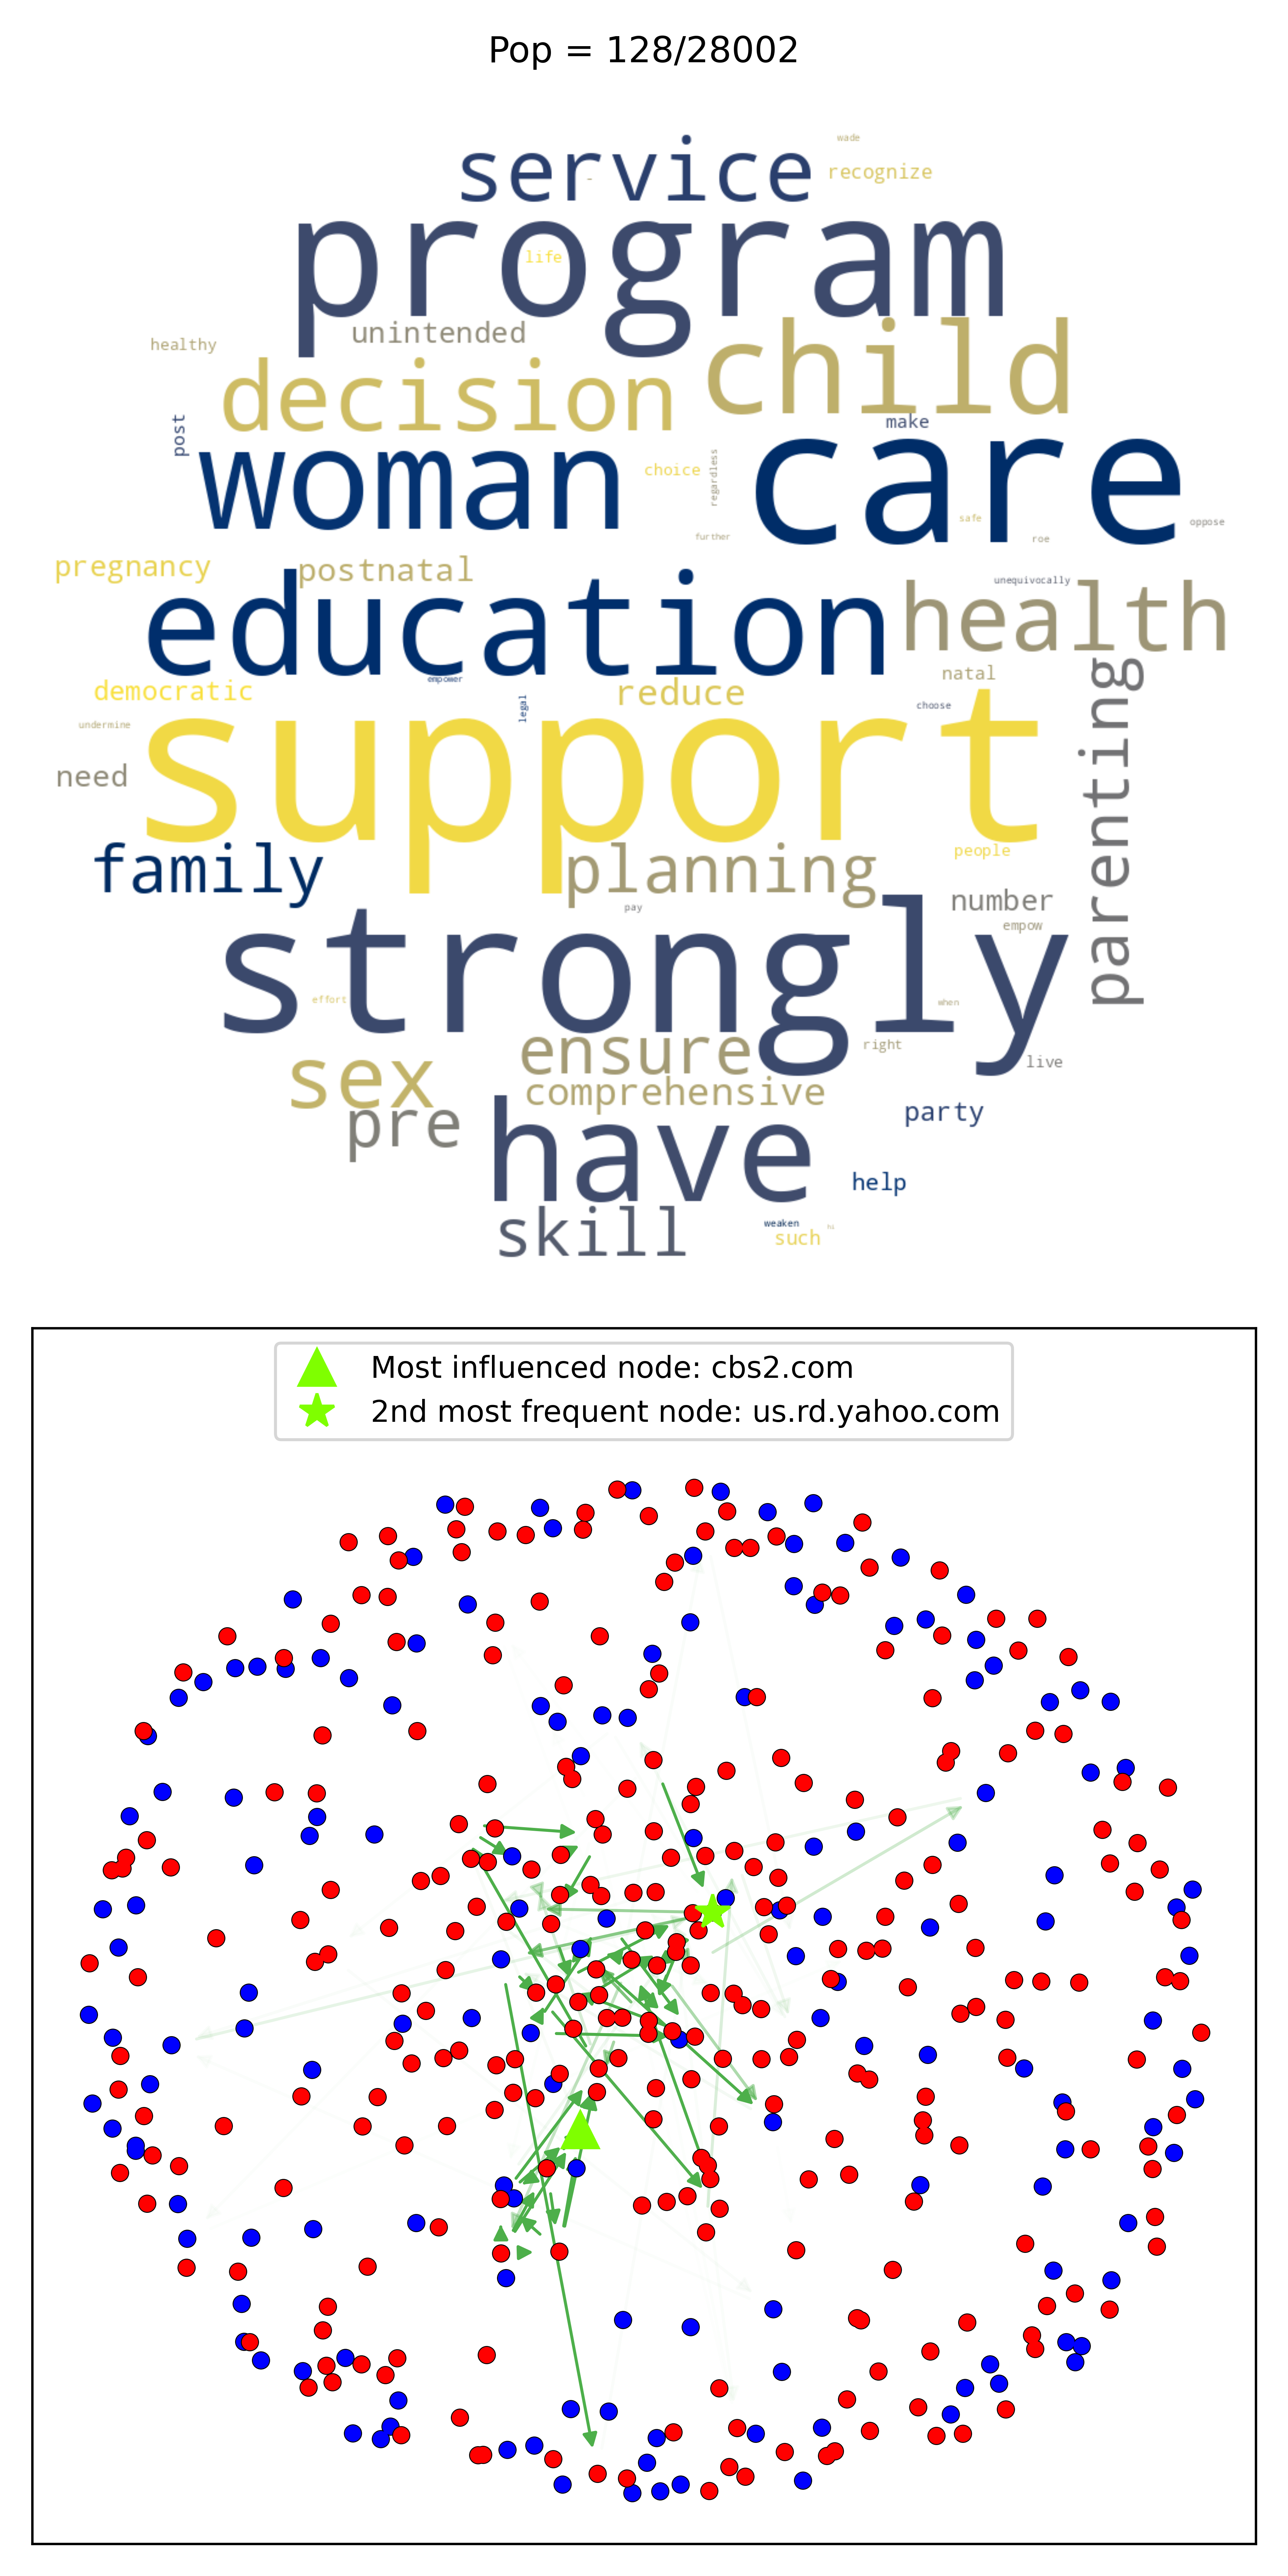 Pop = 128/28002
wade
service
recognize
-
program
life
unintended
healthy
child
decision
post
make
woman
care
choice
regardless
safe
oppose
further
roe
pregnancy
postnatal
unequivocally
education
health
natal
empower
democratic
reduce
legal
choose
undermine
support
parenting
need
family
planning
people
number
pay
empow
strongly
effort
when
right
ensure
live
sex
comprehensive
pre
party
have
help
skill
weaken
hi
such
Most influenced node: cbs2.com
2nd most frequent node: us.rd.yahoo.com